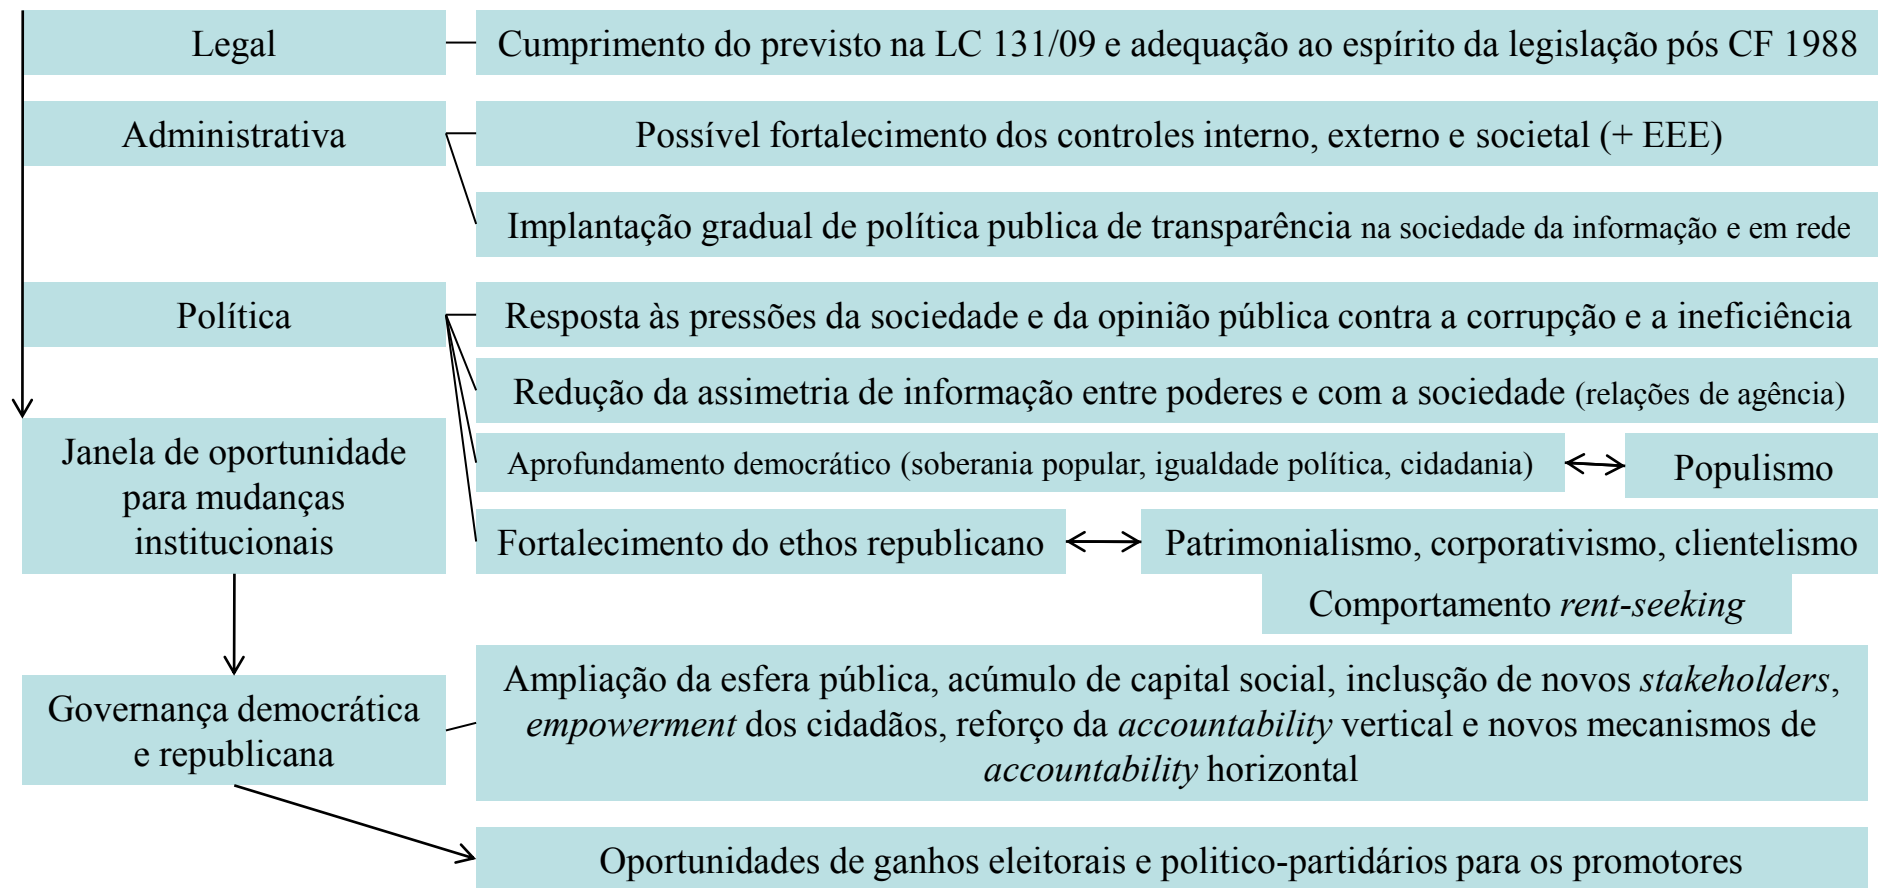 Legal
Cumprimento do previsto na LC 131/09 e adequação ao espírito da legislação pós CF 1988
Administrativa
Possível fortalecimento dos controles interno, externo e societal (+ EEE)
Implantação gradual de política publica de transparência na sociedade da informação e em rede
Política
Resposta às pressões da sociedade e da opinião pública contra a corrupção e a ineficiência
Redução da assimetria de informação entre poderes e com a sociedade (relações de agência)
Janela de oportunidade
para mudanças
institucionais
Aprofundamento democrático (soberania popular, igualdade política, cidadania)
Populismo
Fortalecimento do ethos republicano
Patrimonialismo, corporativismo, clientelismo
Comportamento rent-seeking
Governança democrática
e republicana
Ampliação da esfera pública, acúmulo de capital social, inclusção de novos stakeholders,
empowerment dos cidadãos, reforço da accountability vertical e novos mecanismos de
accountability horizontal
Oportunidades de ganhos eleitorais e politico-partidários para os promotores